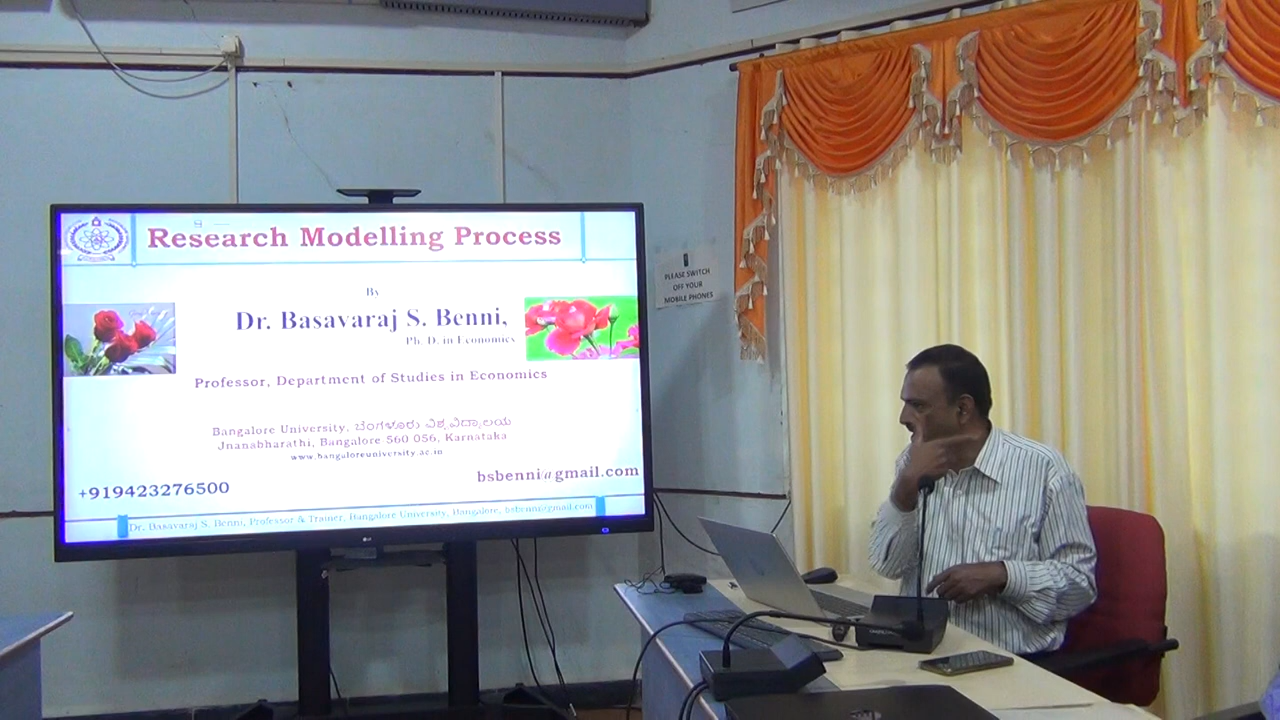 Research Modelling Process
By
Dr. Basavaraj S. Benni,
Ph. D. in Economics
Professor, Department of Studies in Economics
Bangalore University, ಬೆಂಗಳೂರು ವಿಶ್ವವಿದ್ಯಾಲಯ
Jnanabharathi, Bangalore 560 056, Karnataka
www.bangaloreuniversity.ac.in
bsbenni@gmail.com
+919423276500
Dr. Basavaraj S. Benni, Professor & Trainer, Bangalore University, Bangalore, bsbenni@gmail.com
LG
PLEASE SWITCH
OFF YOUR
MOBILE PHONES